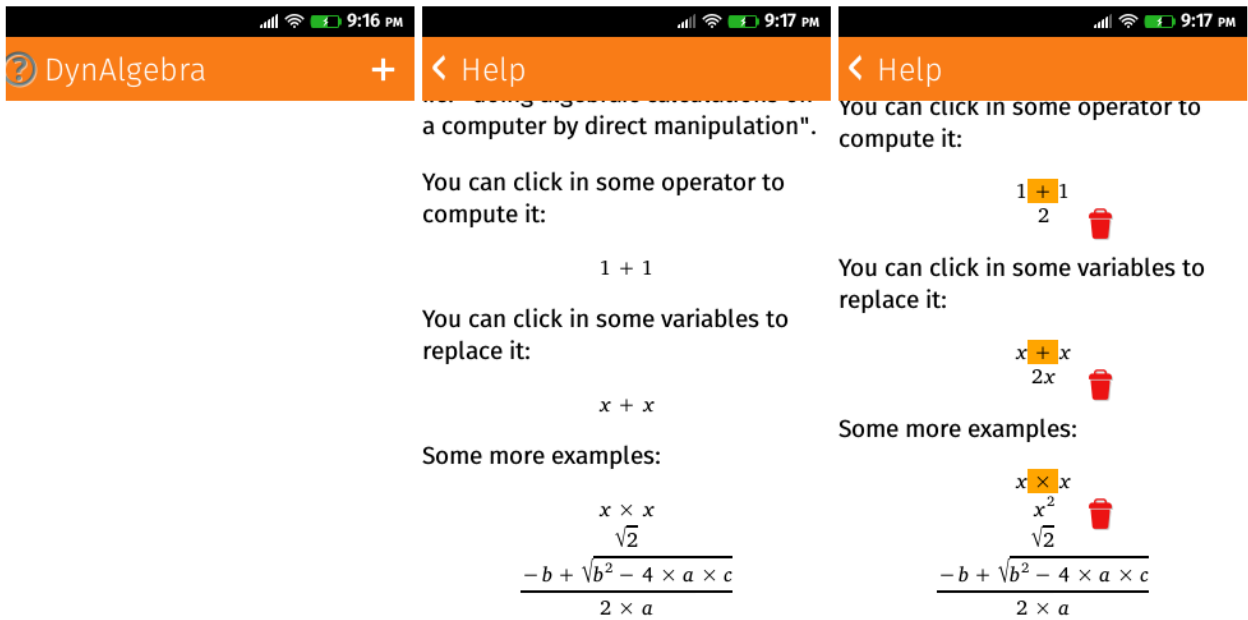 9:16 PM
? DynAlgebra +
9:17 PM
< Help
a computer by direct manipulation".
You can click in some operator to
compute it:
1 + 1
You can click in some variables to
replace it:
x + x
Some more examples:
x × x
√2
−b + √b² − 4 × a × c
2 × a
9:17 PM
< Help
You can click in some operator to
compute it:
1 + 1
2
You can click in some variables to
replace it:
x + x
2x
Some more examples:
x × x
x²
√2
−b + √b² − 4 × a × c
2 × a